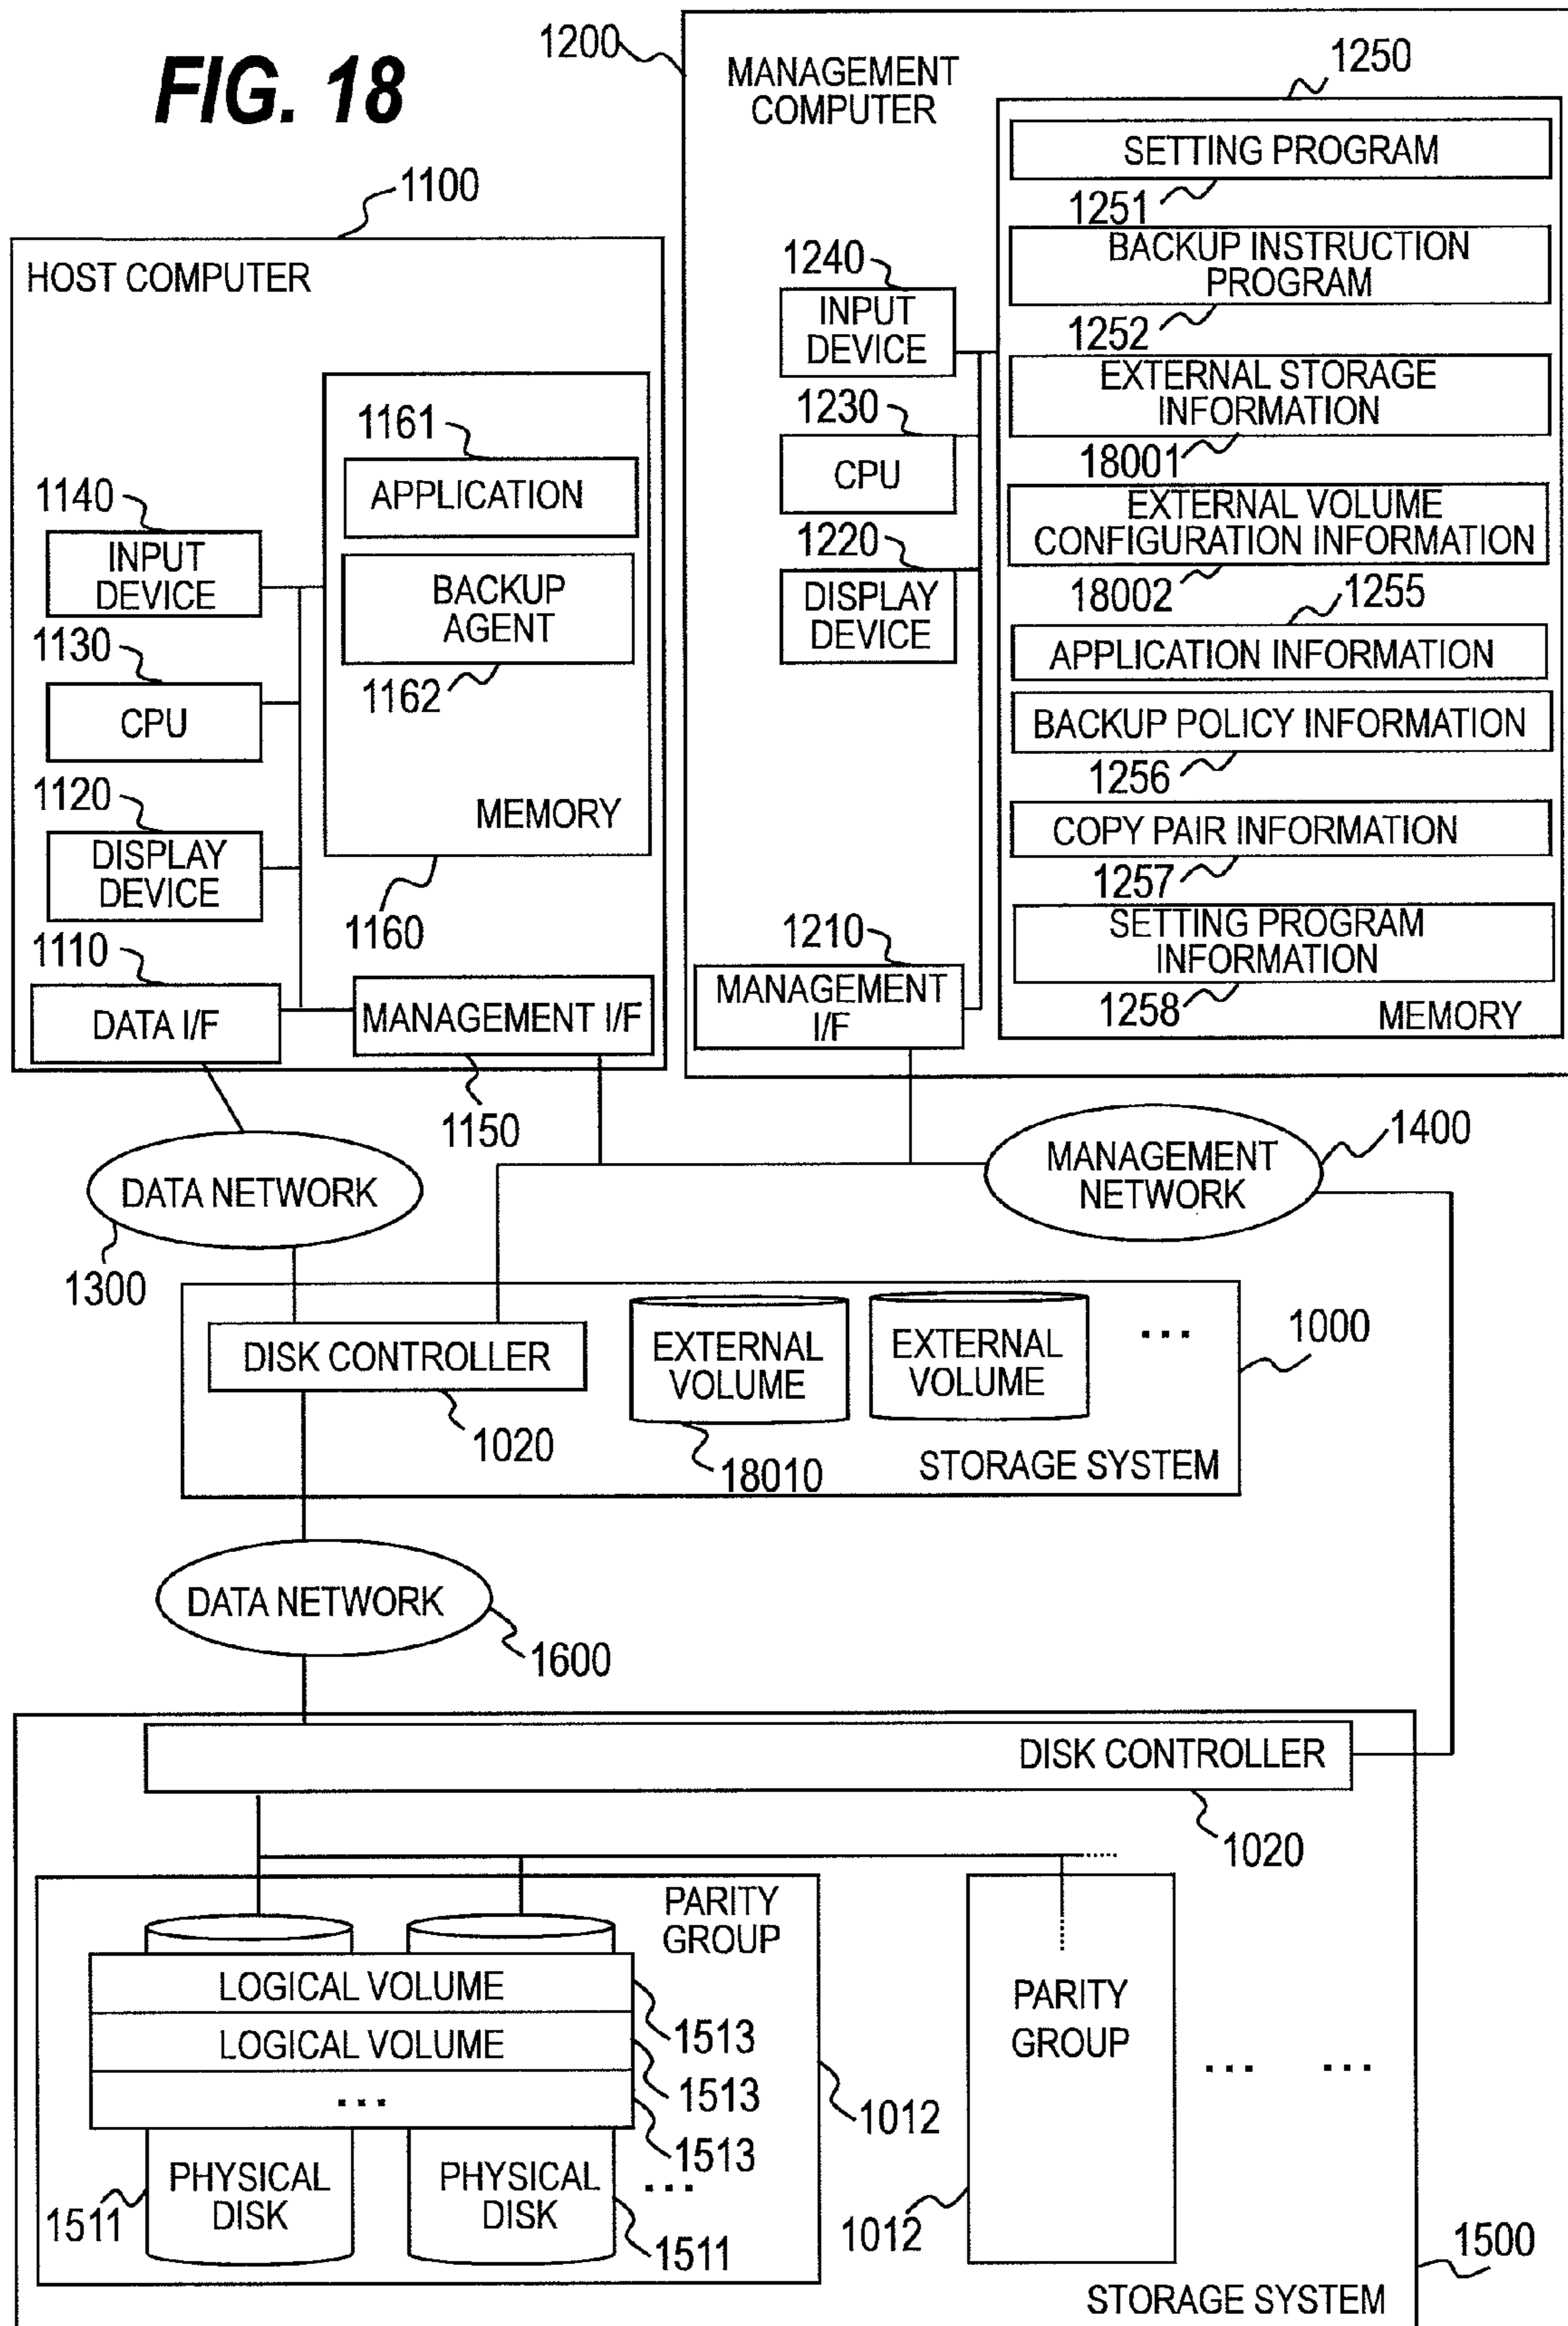 FIG. 18
1200
MANAGEMENT
COMPUTER
1250
SETTING PROGRAM
1251
BACKUP INSTRUCTION
PROGRAM
1252
EXTERNAL STORAGE
INFORMATION
18001
EXTERNAL VOLUME
CONFIGURATION INFORMATION
18002
1255
APPLICATION INFORMATION
BACKUP POLICY INFORMATION
1256
COPY PAIR INFORMATION
1257
SETTING PROGRAM
INFORMATION
1258
MEMORY
1240
INPUT
DEVICE
1230
CPU
1220
DISPLAY
DEVICE
1210
MANAGEMENT
I/F
1100
HOST COMPUTER
1161
APPLICATION
BACKUP
AGENT
1162
MEMORY
1160
1140
INPUT
DEVICE
1130
CPU
1120
DISPLAY
DEVICE
1110
DATA I/F
MANAGEMENT I/F
1150
DATA NETWORK
1300
MANAGEMENT
NETWORK
1400
DISK CONTROLLER
1020
EXTERNAL
VOLUME
18010
EXTERNAL
VOLUME
...
1000
STORAGE SYSTEM
DATA NETWORK
1600
DISK CONTROLLER
1020
PARITY
GROUP
LOGICAL VOLUME
1513
LOGICAL VOLUME
1513
...
1513
PHYSICAL
DISK
1511
PHYSICAL
DISK
1511
...
1012
PARITY
GROUP
1012
... ...
1500
STORAGE SYSTEM